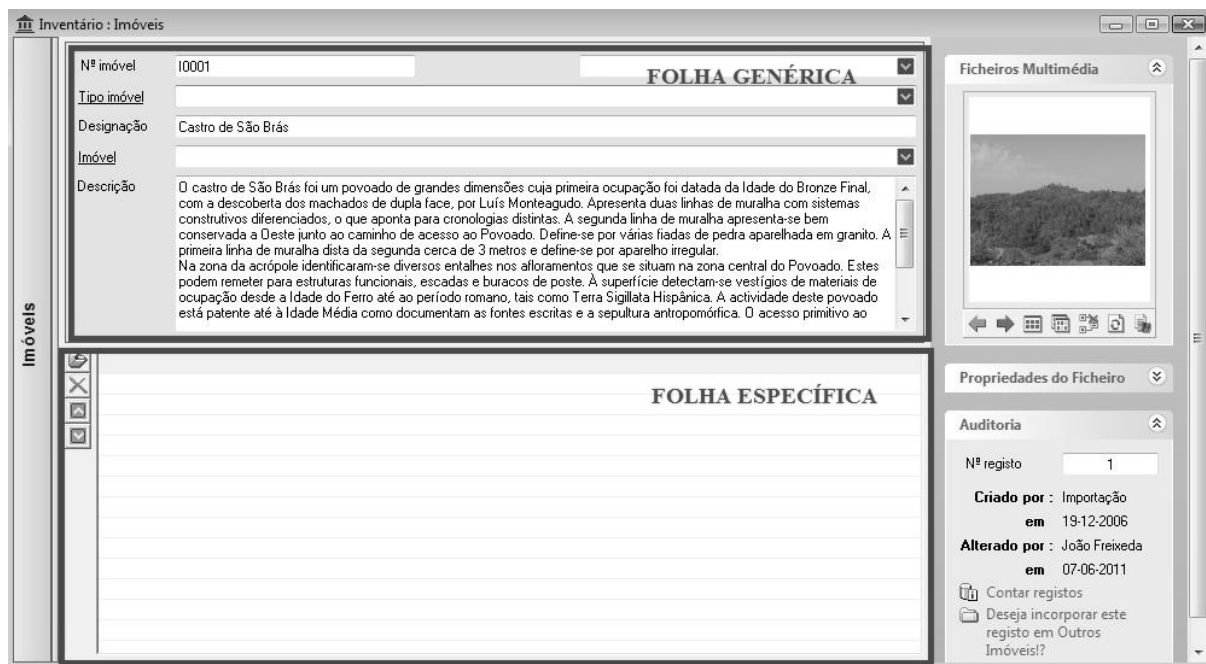 Inventário : Imóveis
Imóveis
Nº imóvel
I0001
FOLHA GENÉRICA
Tipo imóvel
Designação
Castro de São Brás
Imóvel
Descrição
O castro de São Brás foi um povoado de grandes dimensões cuja primeira ocupação foi datada da Idade do Bronze Final,
com a descoberta dos machados de dupla face, por Luís Monteagudo. Apresenta duas linhas de muralha com sistemas
construtivos diferenciados, o que aponta para cronologias distintas. A segunda linha de muralha apresenta-se bem
conservada a Oeste junto ao caminho de acesso ao Povoado. Define-se por várias fiadas de pedra aparelhada em granito. A
primeira linha de muralha dista da segunda cerca de 3 metros e define-se por aparelho irregular.
Na zona da acrópole identificaram-se diversos entalhes nos afloramentos que se situam na zona central do Povoado. Estes
podem remeter para estruturas funcionais, escadas e buracos de poste. À superfície detectam-se vestígios de materiais de
ocupação desde a Idade do Ferro até ao período romano, tais como Terra Sigillata Hispânica. A actividade deste povoado
está patente até à Idade Média como documentam as fontes escritas e a sepultura antropomórfica. O acesso primitivo ao
FOLHA ESPECÍFICA
Ficheiros Multimédia
Propriedades do Ficheiro
Auditoria
Nº registo 1
Criado por : Importação
em 19-12-2006
Alterado por : João Freixeda
em 07-06-2011
Contar registos
Deseja incorporar este
registo em Outros
Imóveis!?